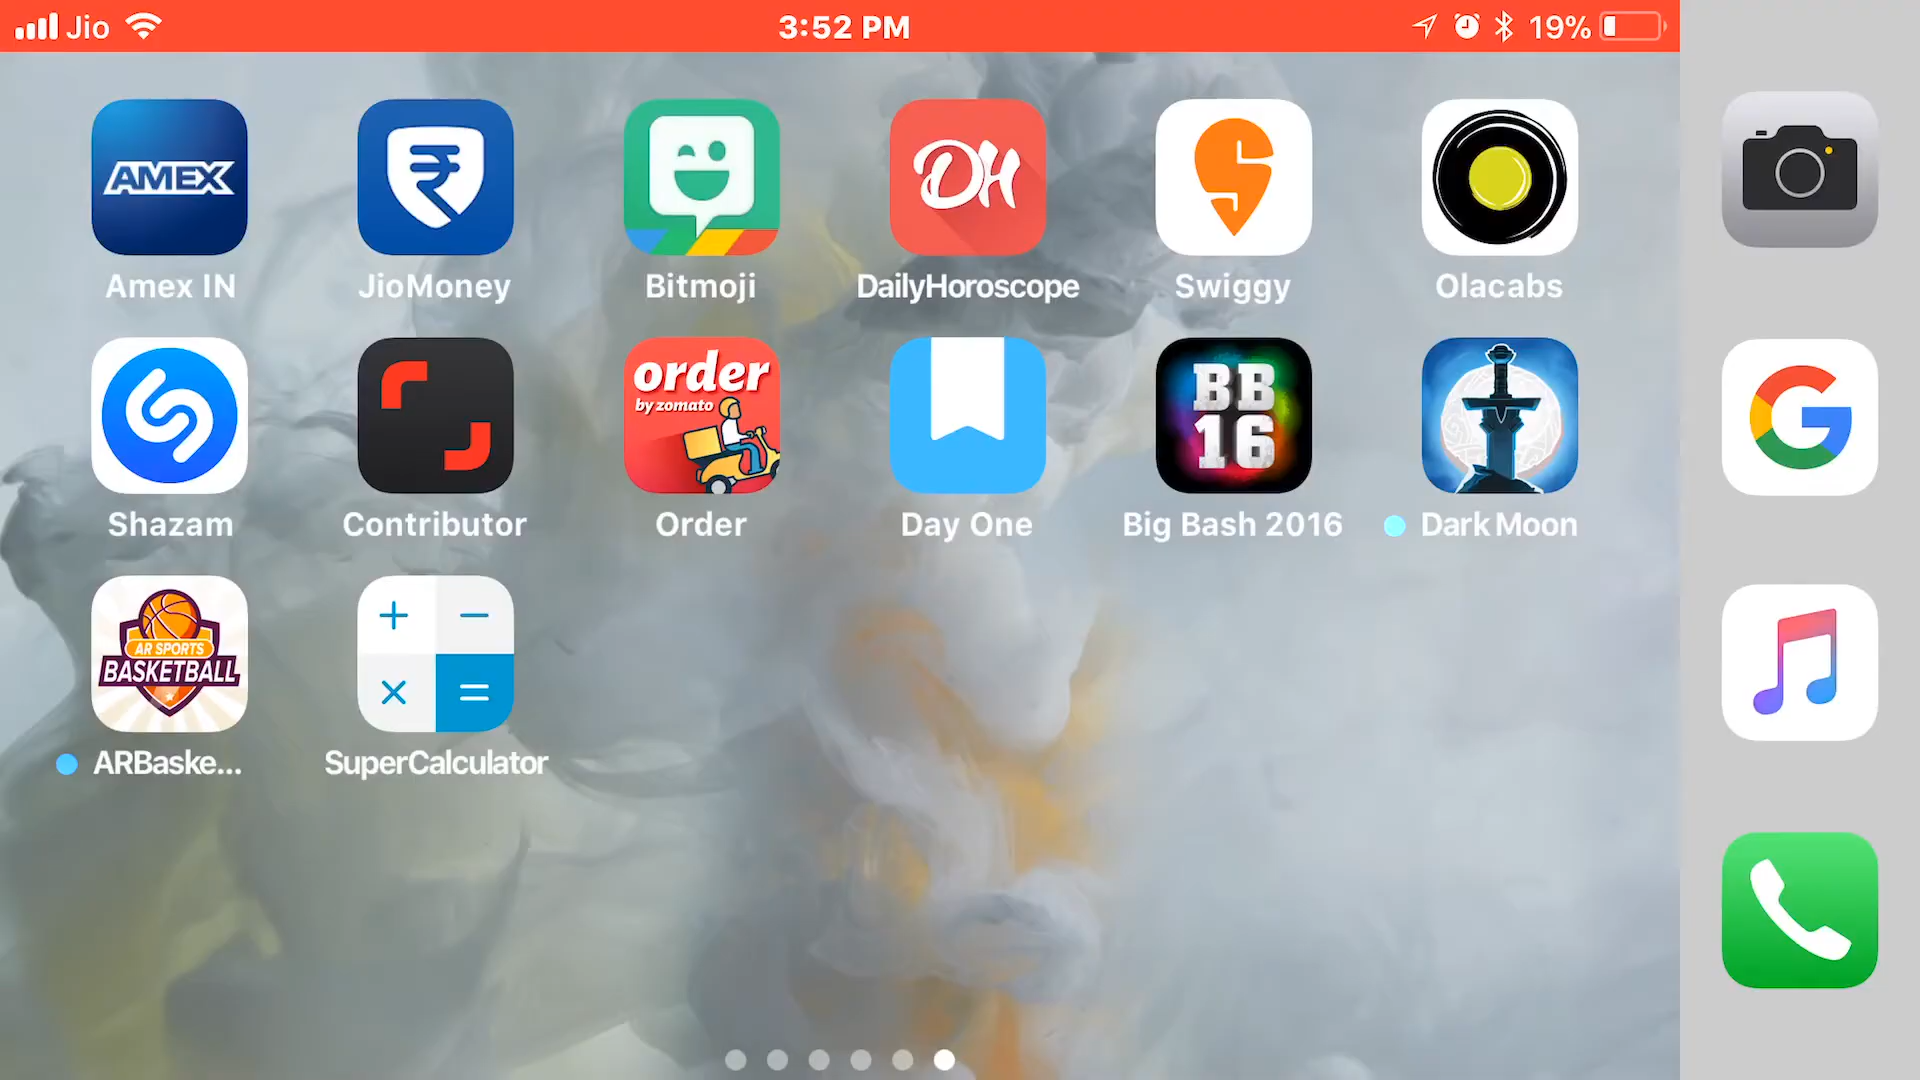 Jio 3:52 PM 19%
AMEX DH
Amex IN JioMoney Bitmoji DailyHoroscope Swiggy Olacabs
order
by zomato
BB
16
Shazam Contributor Order Day One Big Bash 2016 Dark Moon
AR SPORTS
BASKETBALL
+ −
× =
ARBaske... SuperCalculator